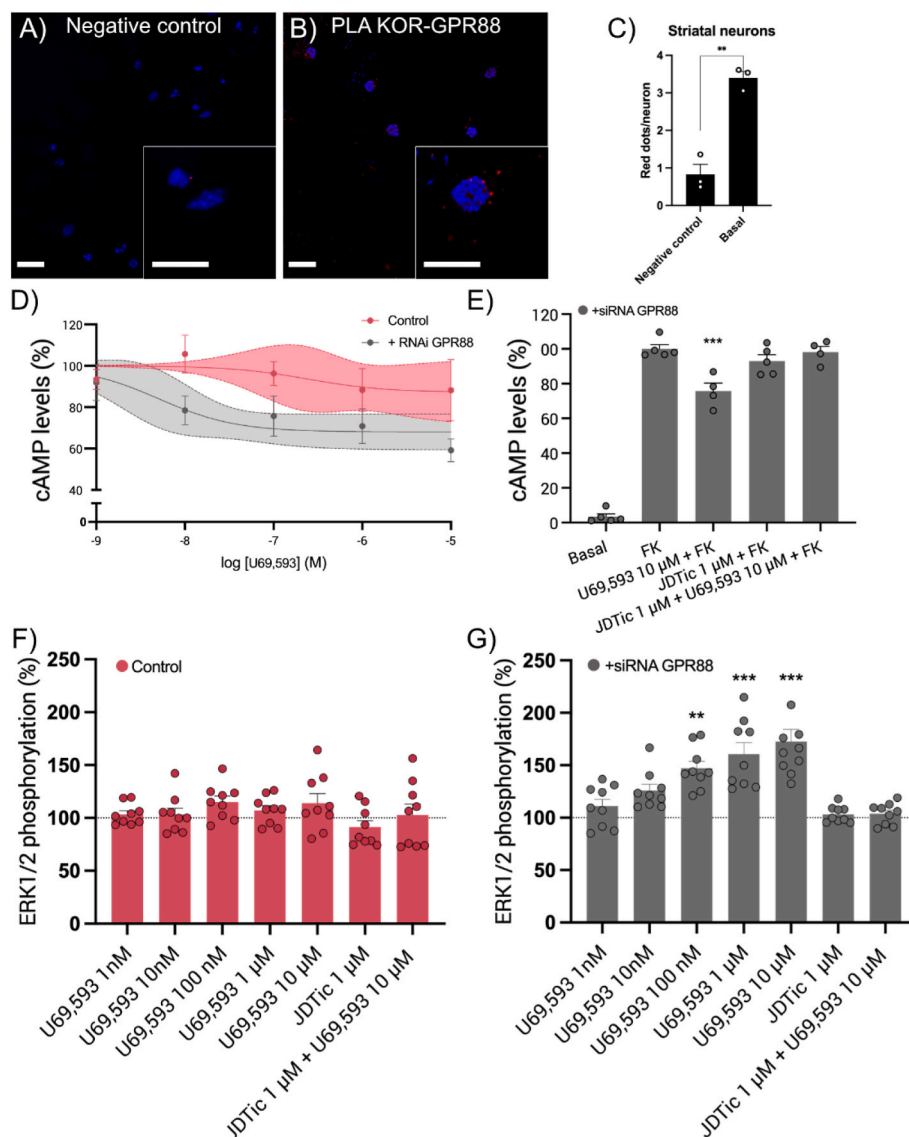 A) Negative control
B) PLA KOR-GPR88
C)
Striatal neurons
**
Red dots/neuron
4
3
2
1
0
Negative control
Basal
D)
cAMP levels (%)
120
100
80
60
40
0
-9
-8
-7
-6
-5
log [U69,593] (M)
Control
+ RNAi GPR88
E)
cAMP levels (%)
+siRNA GPR88
120
100
80
60
40
20
0
***
Basal
FK
U69,593 10 µM + FK
JDTic 1 µM + FK
JDTic 1 µM + U69,593 10 µM + FK
F)
ERK1/2 phosphorylation (%)
Control
250
200
150
100
50
0
U69,593 1nM
U69,593 10nM
U69,593 100 nM
U69,593 1 µM
U69,593 10 µM
JDTic 1 µM
JDTic 1 µM + U69,593 10 µM
G)
ERK1/2 phosphorylation (%)
+siRNA GPR88
250
200
150
100
50
0
**
***
***
U69,593 1nM
U69,593 10nM
U69,593 100 nM
U69,593 1 µM
U69,593 10 µM
JDTic 1 µM
JDTic 1 µM + U69,593 10 µM